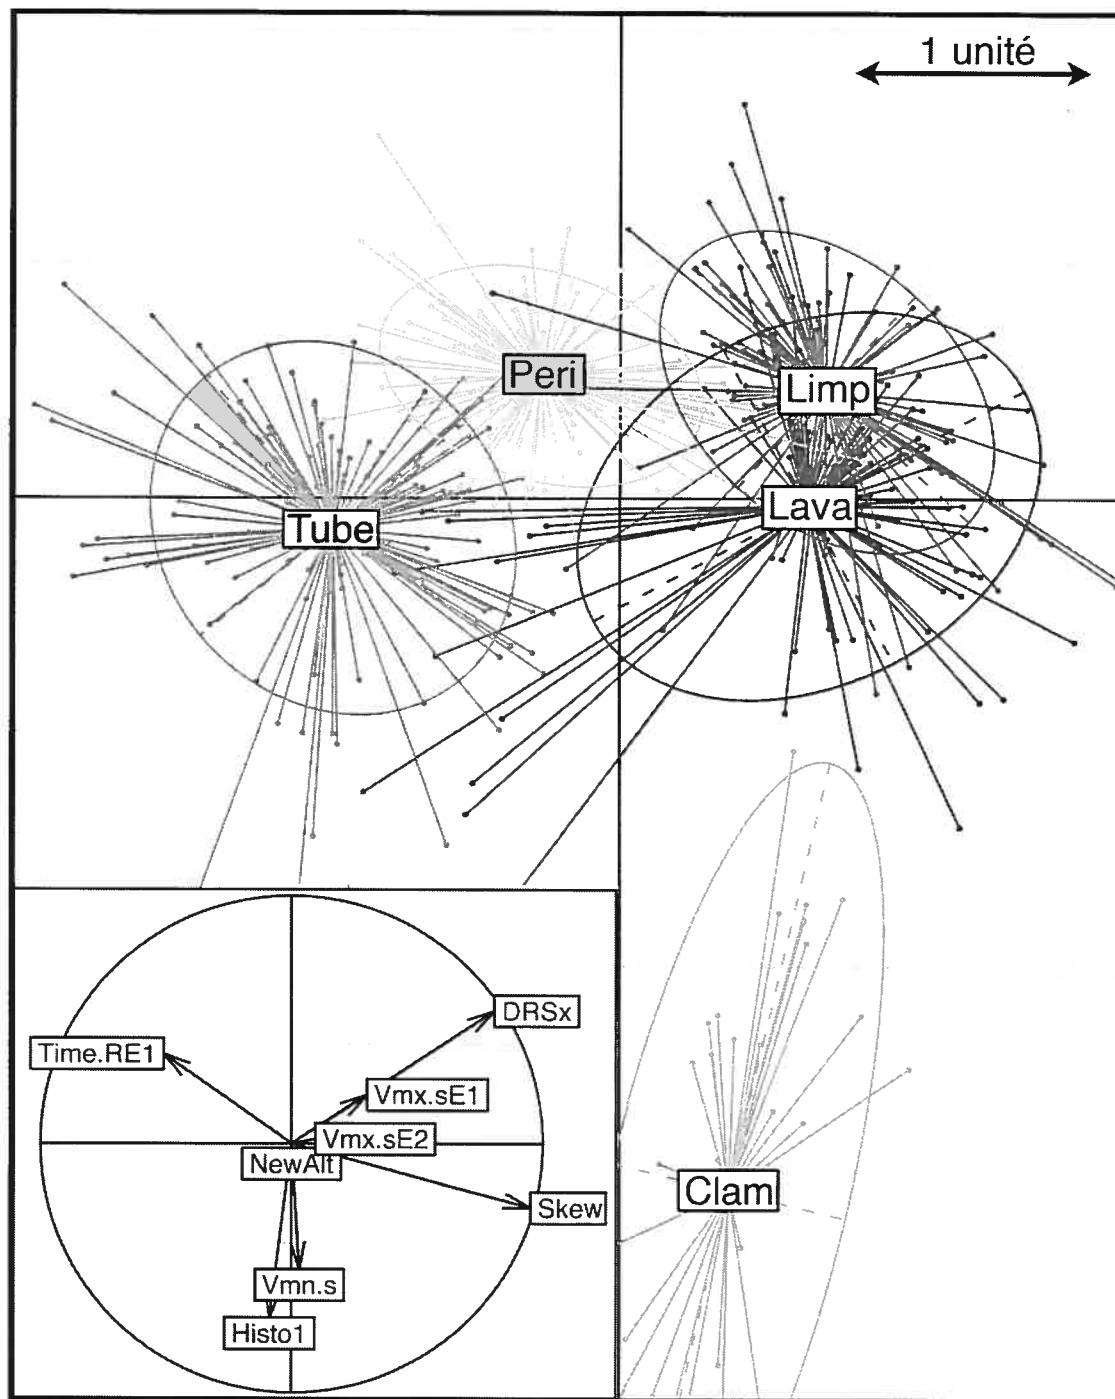 1 unité
Peri
Limp
Lava
Tube
DRSx
Time.RE1
Vmx.sE1
Vmx.sE2
NewAlt
Clam
Skew
Vmn.s
Histo1